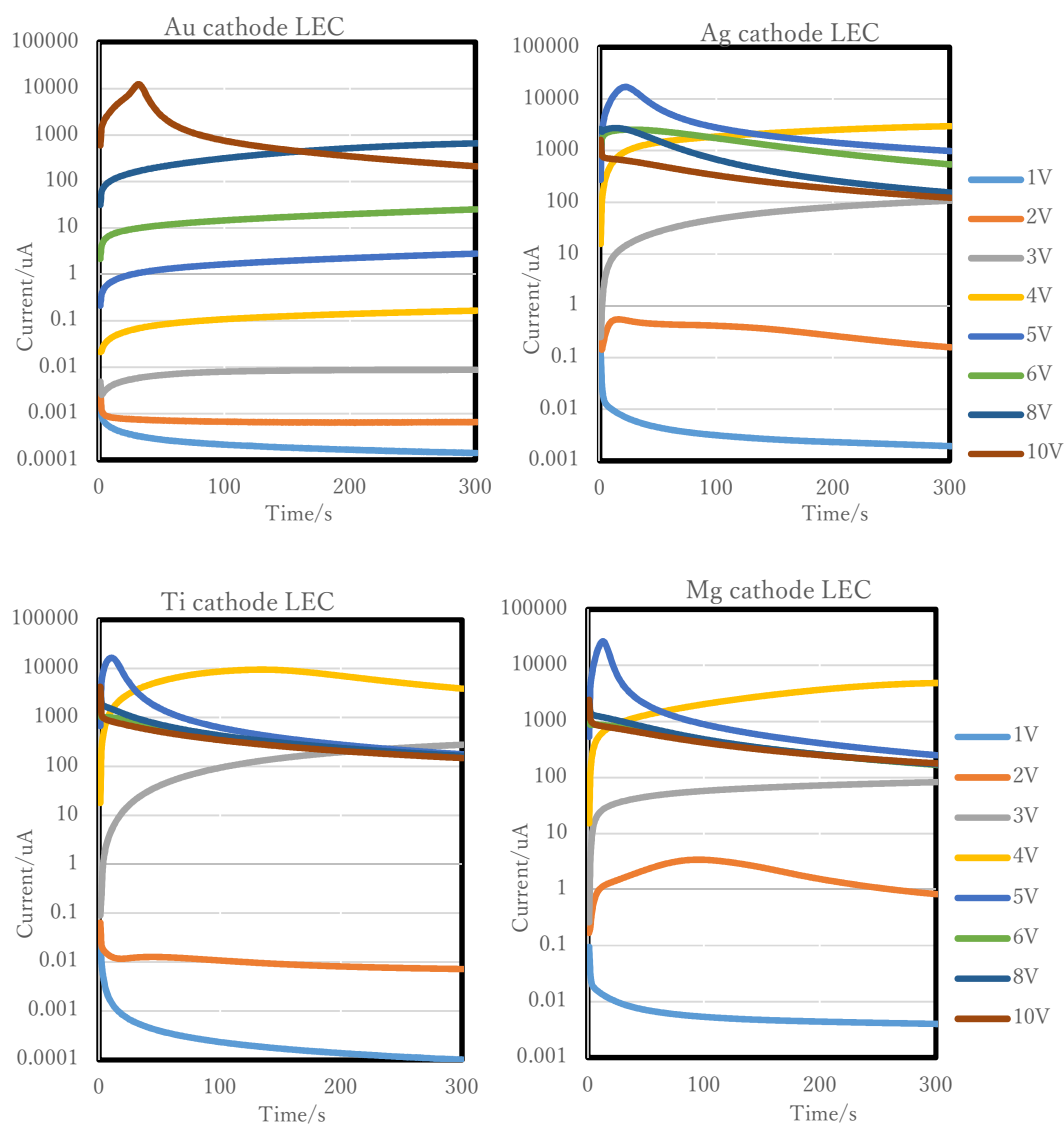 Au cathode LEC
100000
10000
1000
100
10
1
0.1
0.01
0.001
0.0001
Current/uA
0 100 200 300
Time/s
Ag cathode LEC
100000
10000
1000
100
10
1
0.1
0.01
0.001
Current/uA
0 100 200 300
Time/s
1V
2V
3V
4V
5V
6V
8V
10V
Ti cathode LEC
100000
10000
1000
100
10
1
0.1
0.01
0.001
0.0001
Current/uA
0 100 200 300
Time/s
Mg cathode LEC
100000
10000
1000
100
10
1
0.1
0.01
0.001
Current/uA
0 100 200 300
Time/s
1V
2V
3V
4V
5V
6V
8V
10V